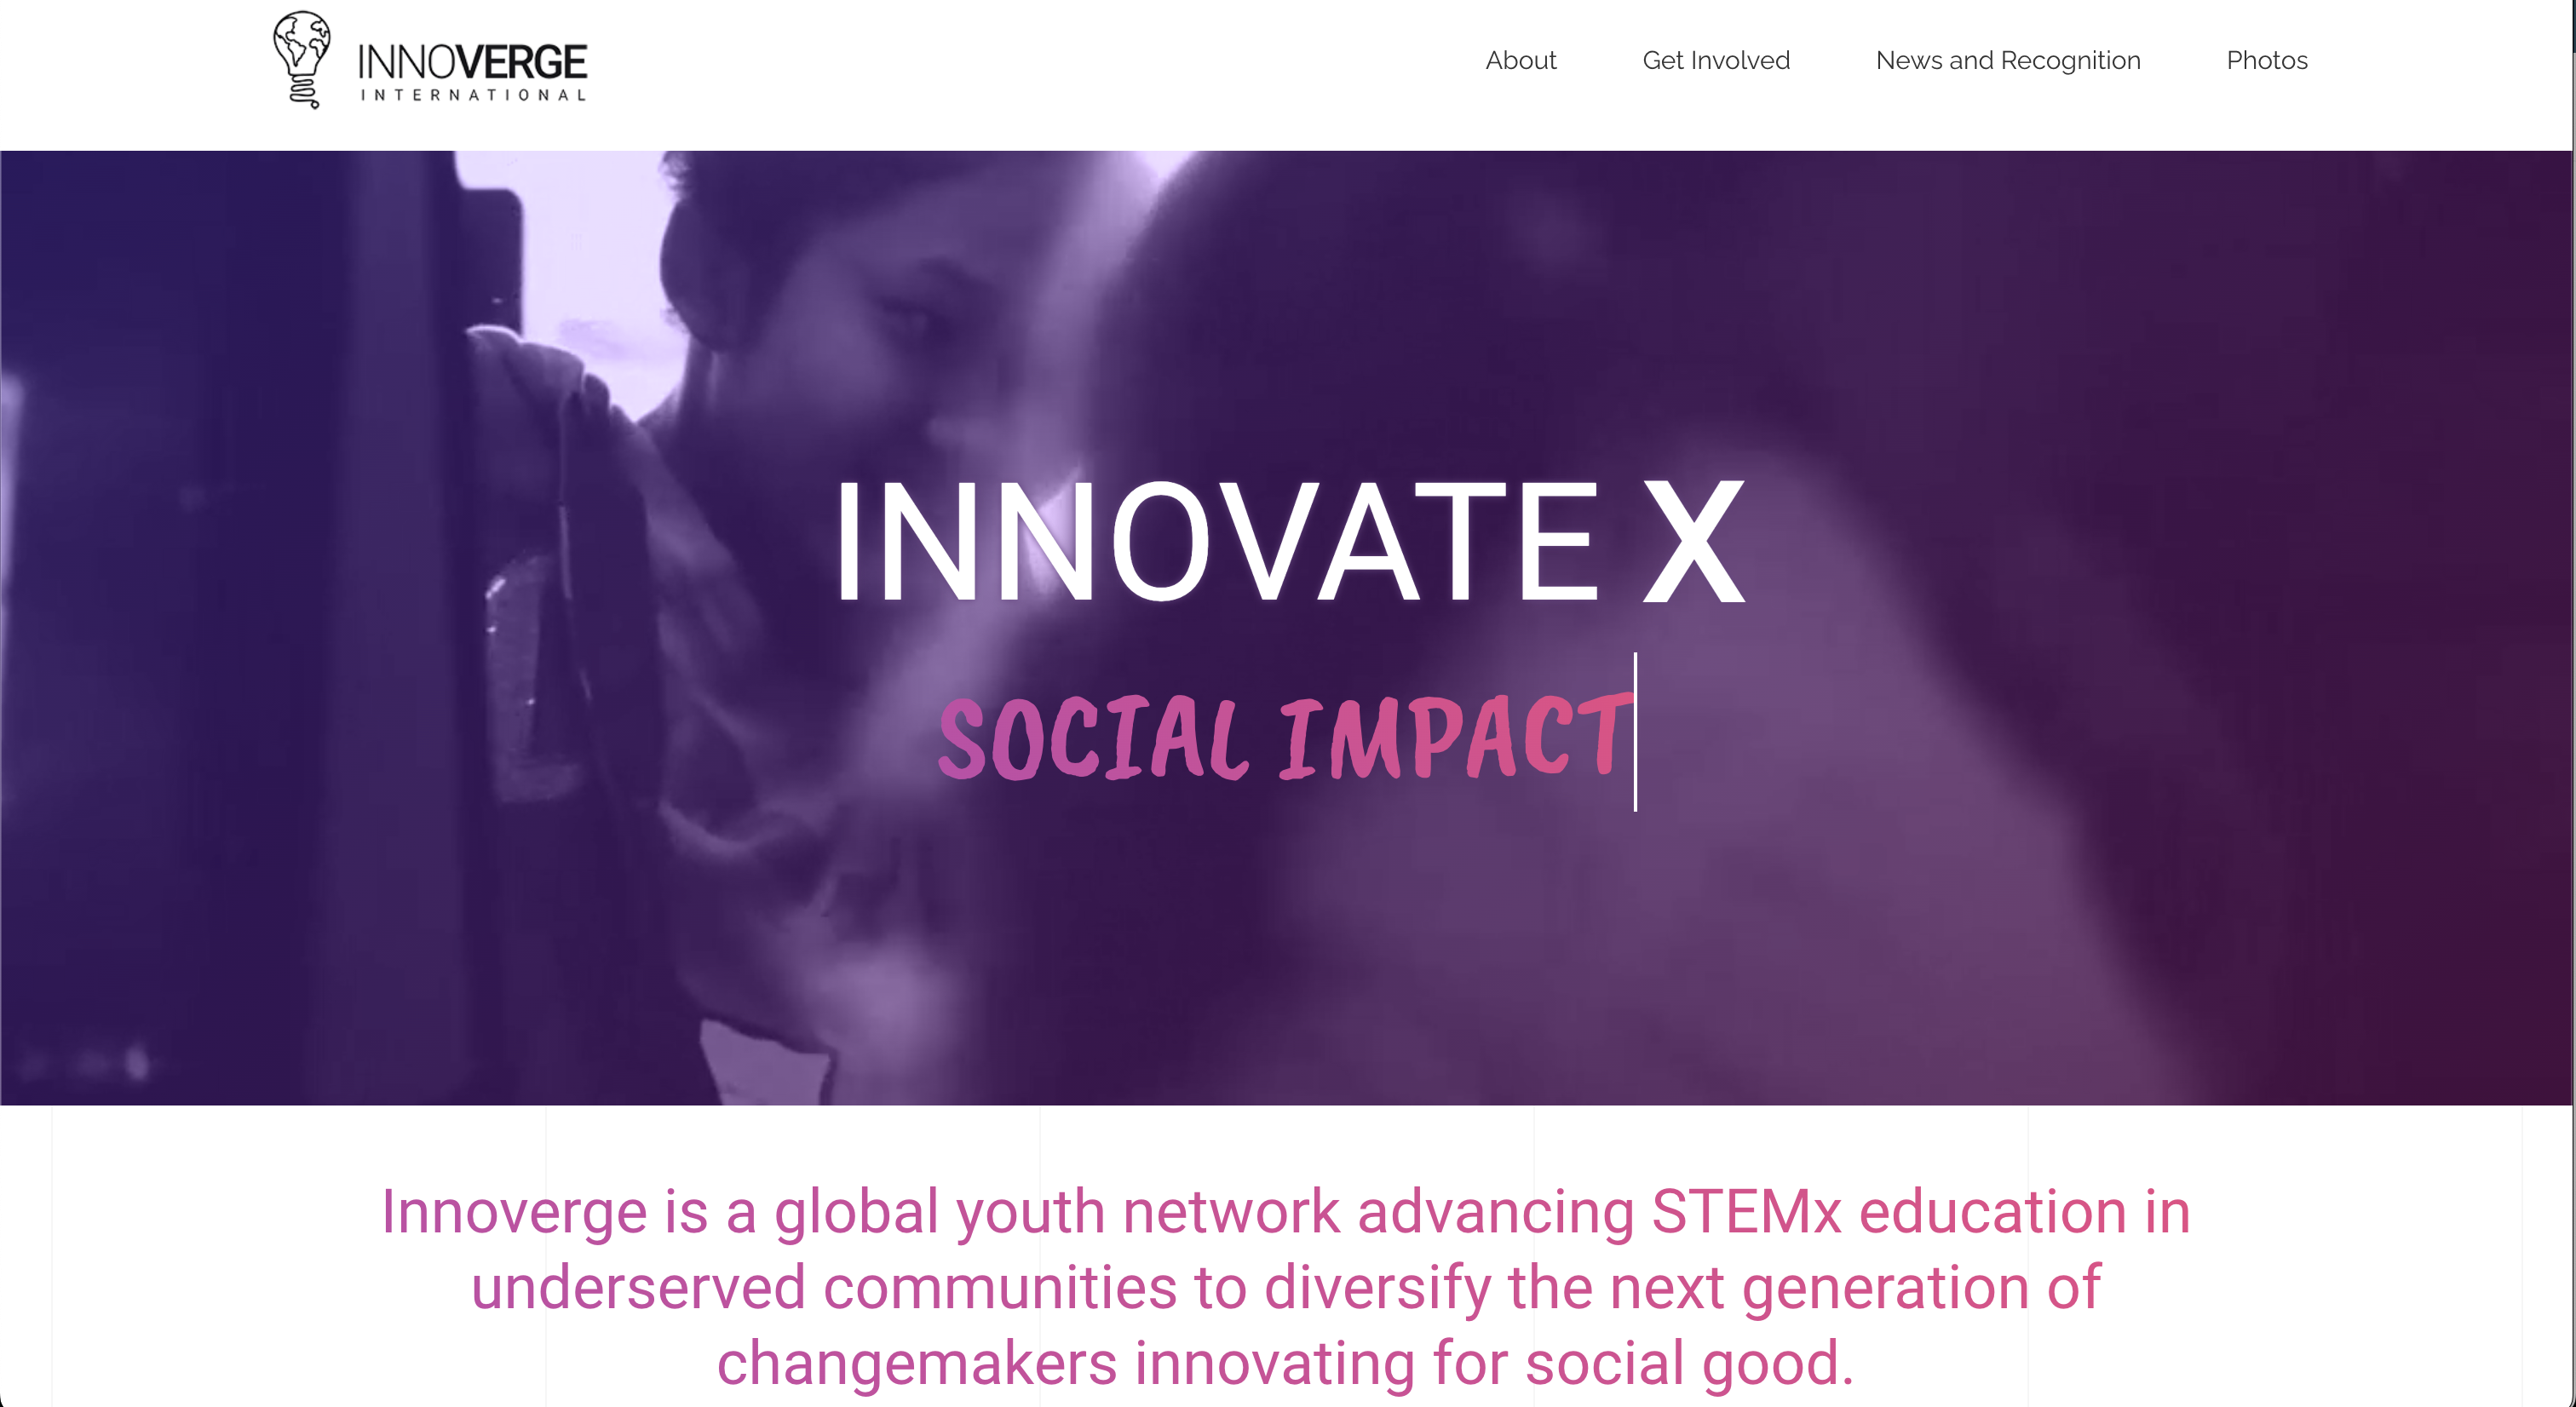 INNOVERGE
INTERNATIONAL
About Get Involved News and Recognition Photos
INNOVATE X
SOCIAL IMPACT
Innoverge is a global youth network advancing STEMx education in
underserved communities to diversify the next generation of
changemakers innovating for social good.